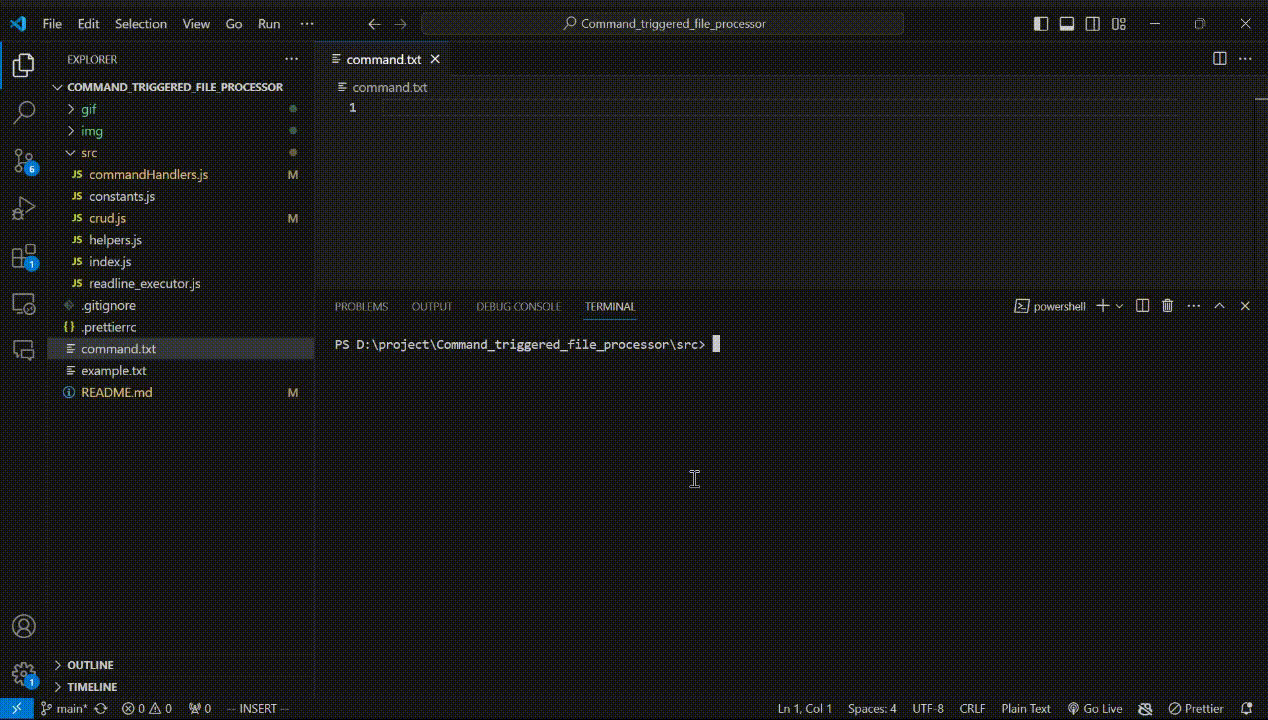 File Edit Selection View Go Run ···
Command_triggered_file_processor
EXPLORER ···
COMMAND_TRIGGERED_FILE_PROCESSOR
gif
img
src
JS commandHandlers.js M
JS constants.js
JS crud.js M
JS helpers.js
JS index.js
JS readline_executor.js
.gitignore
{} .prettierrc
command.txt
example.txt
README.md M
OUTLINE
TIMELINE
6
1
1
command.txt
command.txt
1
PROBLEMS OUTPUT DEBUG CONSOLE TERMINAL
powershell
PS D:\project\Command_triggered_file_processor\src>
main* 0 0 0 -- INSERT -- Ln 1, Col 1 Spaces: 4 UTF-8 CRLF Plain Text Go Live Prettier